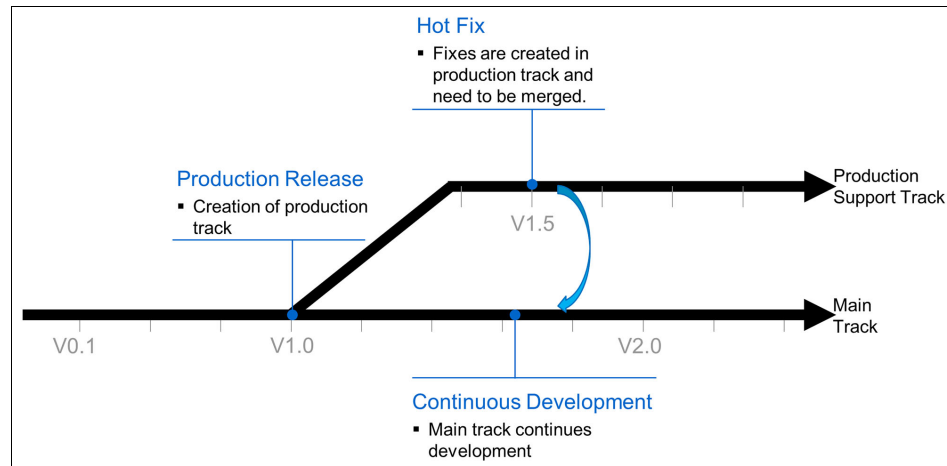 Hot Fix
▪ Fixes are created in
production track and
need to be merged.
Production Release
▪ Creation of production
track
Production
Support Track
V1.5
Main
Track
V0.1
V1.0
V2.0
Continuous Development
▪ Main track continues
development